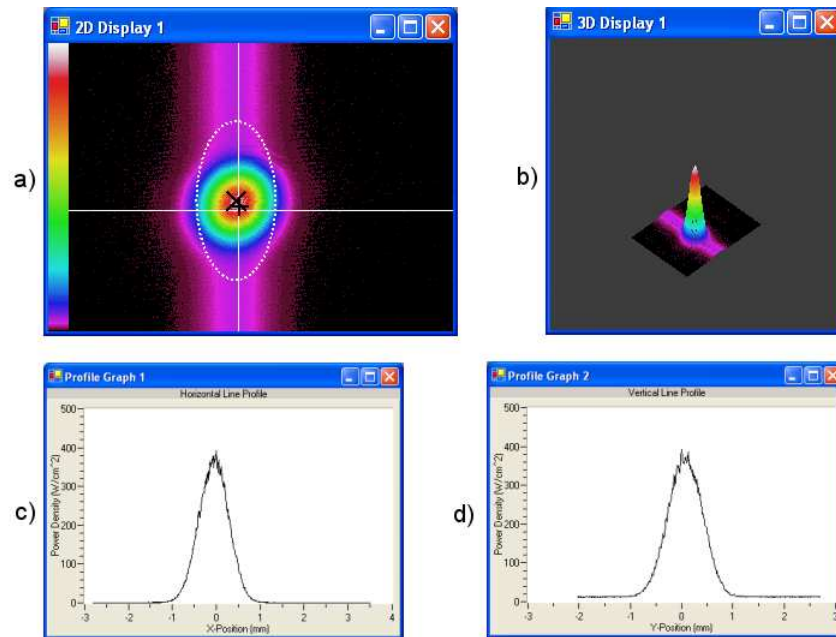 2D Display 1
3D Display 1
a)
b)
Profile Graph 1
Horizontal Line Profile
500
400
300
200
100
0
Power Density (W/cm^2)
-3
-2
-1
0
1
2
3
4
X-Position (mm)
c)
Profile Graph 2
Vertical Line Profile
500
400
300
200
100
0
Power Density (W/cm^2)
-3
-2
-1
0
1
2
3
Y-Position (mm)
d)